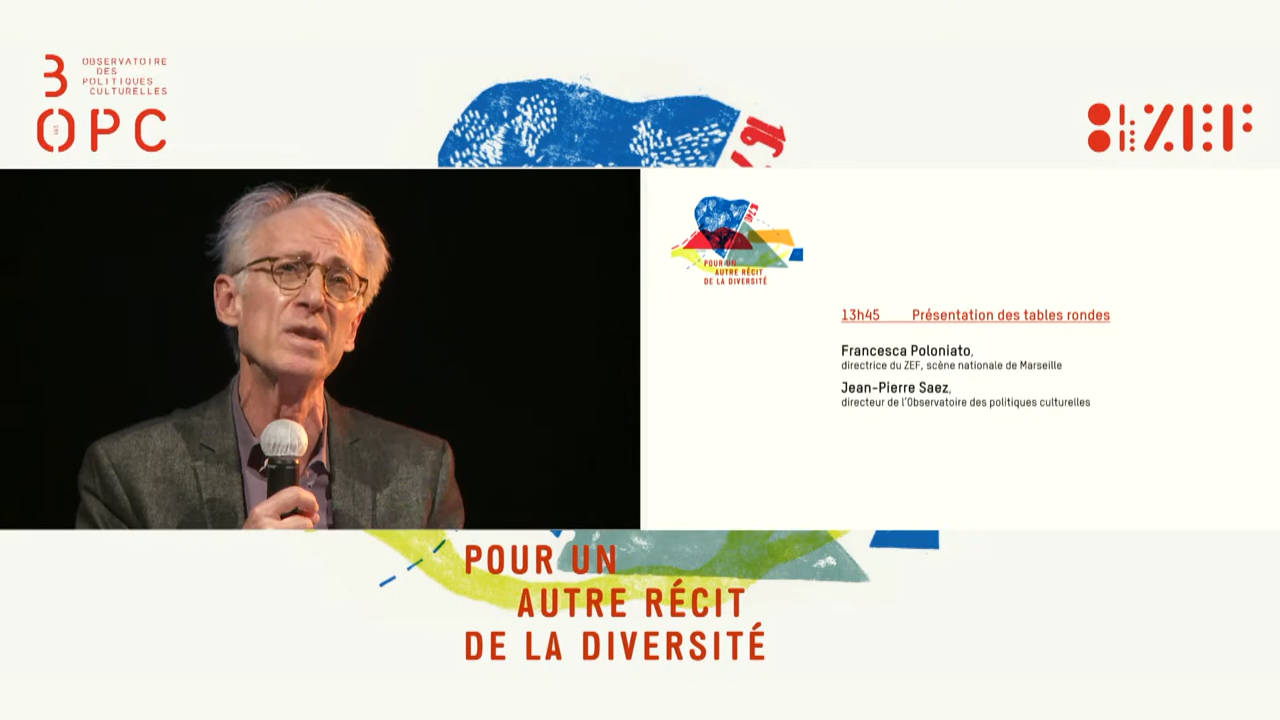 OBSERVATOIRE
DES
POLITIQUES
CULTURELLES
OPC
ZEF
13h45 Présentation des tables rondes
Francesca Poloniato,
directrice du ZEF, scène nationale de Marseille
Jean-Pierre Saez,
directeur de l'Observatoire des politiques culturelles
POUR UN
AUTRE RÉCIT
DE LA DIVERSITÉ
POUR UN
AUTRE RÉCIT
DE LA DIVERSITÉ